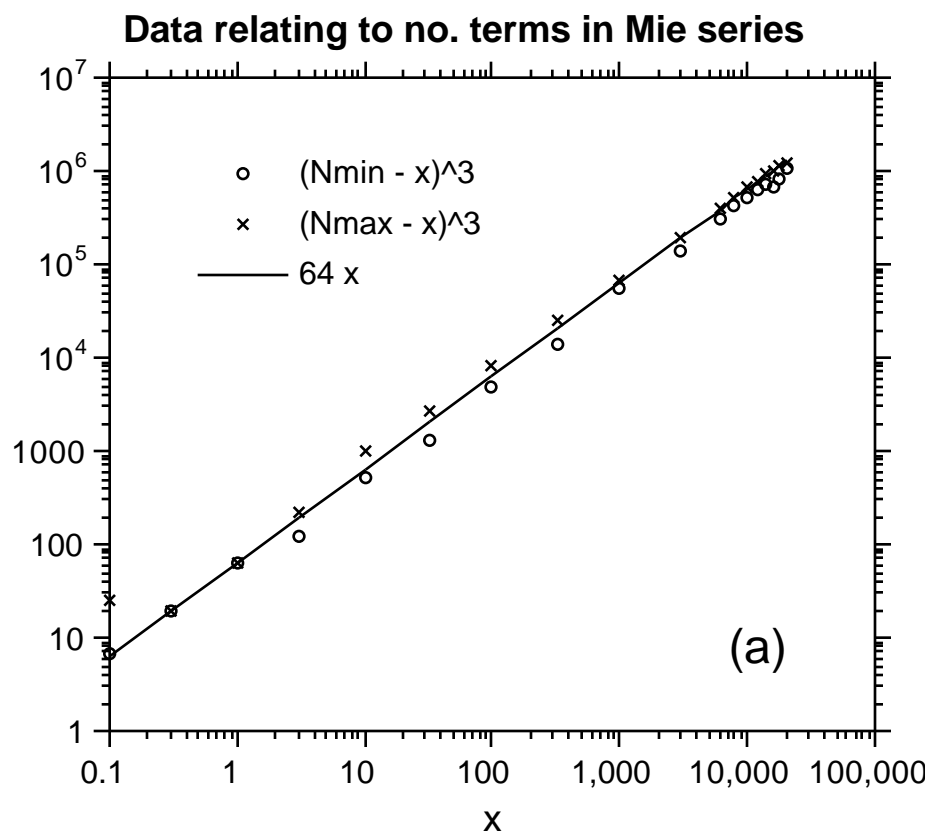 Data relating to no. terms in Mie series
10^7
10^6
10^5
10^4
1000
100
10
1
(Nmin - x)^3
(Nmax - x)^3
64 x
(a)
0.1 1 10 100 1,000 10,000 100,000
x